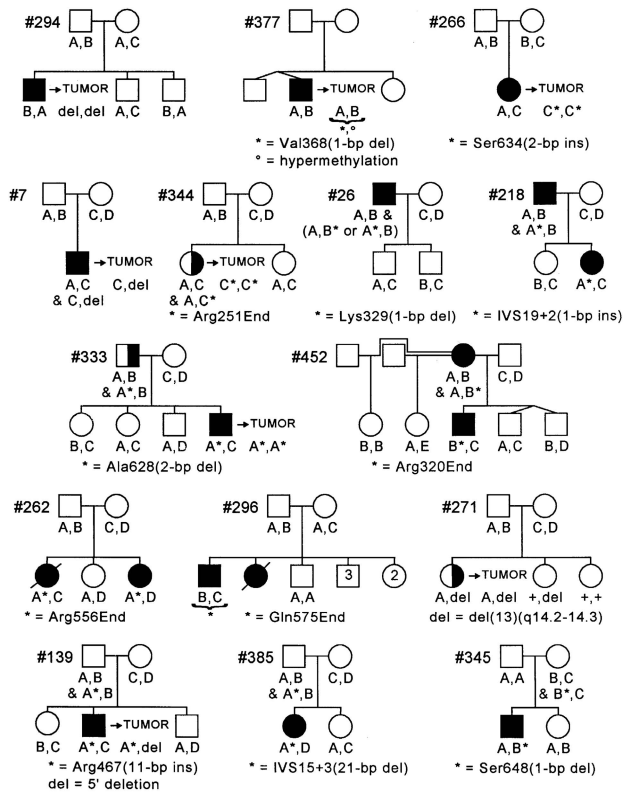 #294 A,B A,C
→TUMOR
B,A del,del A,C B,A
#377
→TUMOR
A,B A,B
*,°
* = Val368(1-bp del)
° = hypermethylation
#266 A,B B,C
→TUMOR
A,C C*,C*
* = Ser634(2-bp ins)
#7 A,B C,D
→TUMOR
A,C C,del
& C,del
#344 A,B C,D
→TUMOR
A,C C*,C* A,C
& A,C*
* = Arg251End
#26 A,B & C,D
(A,B* or A*,B)
A,C B,C
* = Lys329(1-bp del)
#218 A,B C,D
& A*,B
B,C A*,C
* = IVS19+2(1-bp ins)
#333 A,B C,D
& A*,B
→TUMOR
B,C A,C A,D A*,C A*,A*
* = Ala628(2-bp del)
#452 A,B C,D
& A,B*
B,B A,E B*,C A,C B,D
* = Arg320End
#262 A,B C,D
A*,C A,D A*,D
* = Arg556End
#296 A,B A,C
3 2
B,C A,A
*
* = Gln575End
#271 A,B C,D
→TUMOR
A,del A,del +,del +,+
del = del(13)(q14.2-14.3)
#139 A,B C,D
& A*,B
→TUMOR
B,C A*,C A*,del A,D
* = Arg467(11-bp ins)
del = 5' deletion
#385 A,B C,D
& A*,B
A*,D A,C
* = IVS15+3(21-bp del)
#345 A,A B,C
& B*,C
A,B* A,B
* = Ser648(1-bp del)